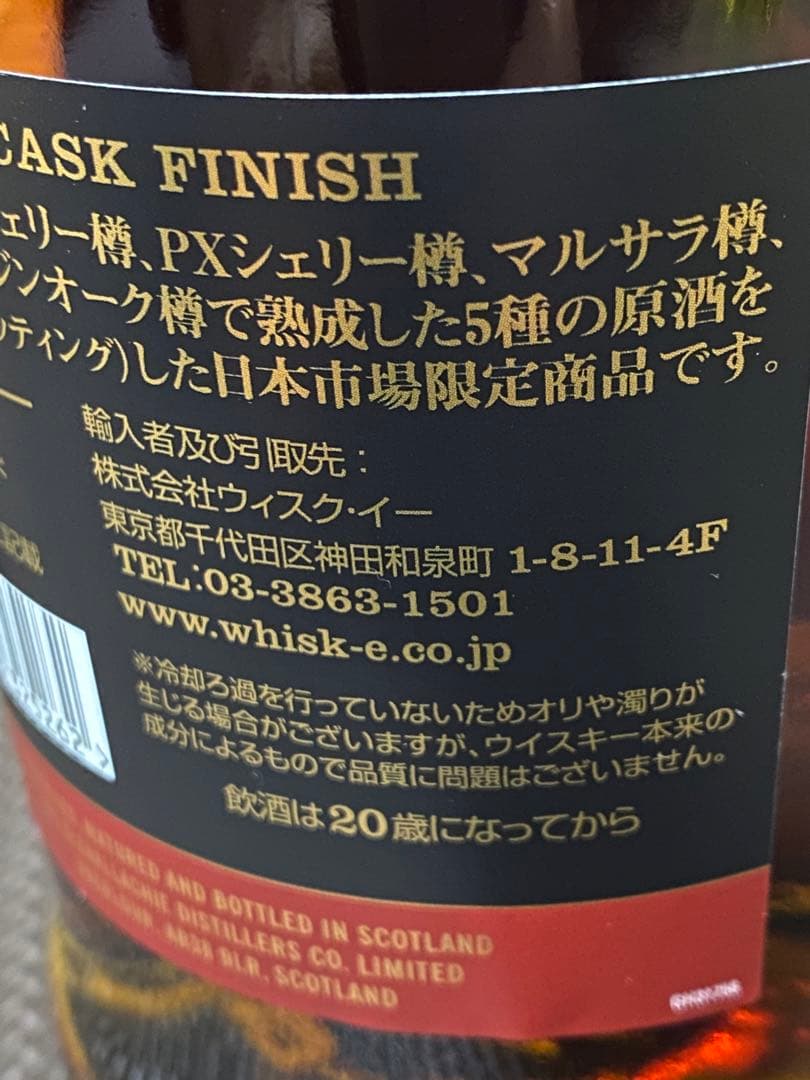 CASK FINISH
ェリー樽、PXシェリー樽、マルサラ樽、
ジンオーク樽で熟成した5種の原酒を
ッティング)した日本市場限定商品です。
輸入者及び引取先：
株式会社ウィスク・イー
東京都千代田区神田和泉町 1-8-11-4F
TEL:03-3863-1501
www.whisk-e.co.jp
記載
※冷却ろ過を行っていないためオリや濁りが
生じる場合がございますが、ウイスキー本来の
成分によるもので品質に問題はございません。
飲酒は20歳になってから
MATURED AND BOTTLED IN SCOTLAND
LACHIE DISTILLERS CO. LIMITED
AB38 9LR, SCOTLAND